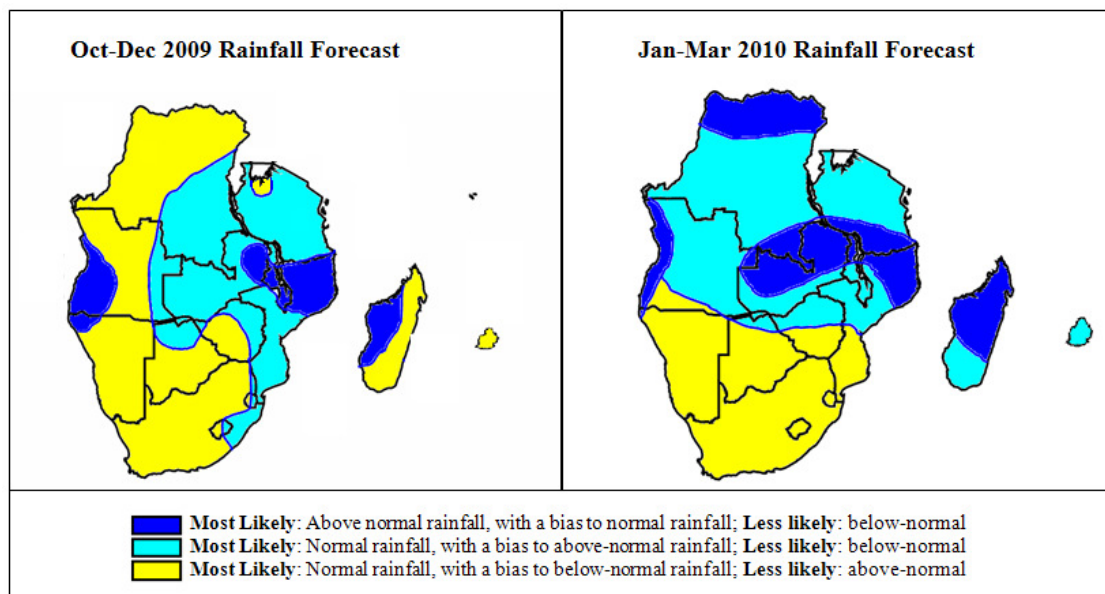 Oct-Dec 2009 Rainfall Forecast
Jan-Mar 2010 Rainfall Forecast
Most Likely: Above normal rainfall, with a bias to normal rainfall; Less likely: below-normal
Most Likely: Normal rainfall, with a bias to above-normal rainfall; Less likely: below-normal
Most Likely: Normal rainfall, with a bias to below-normal rainfall; Less likely: above-normal